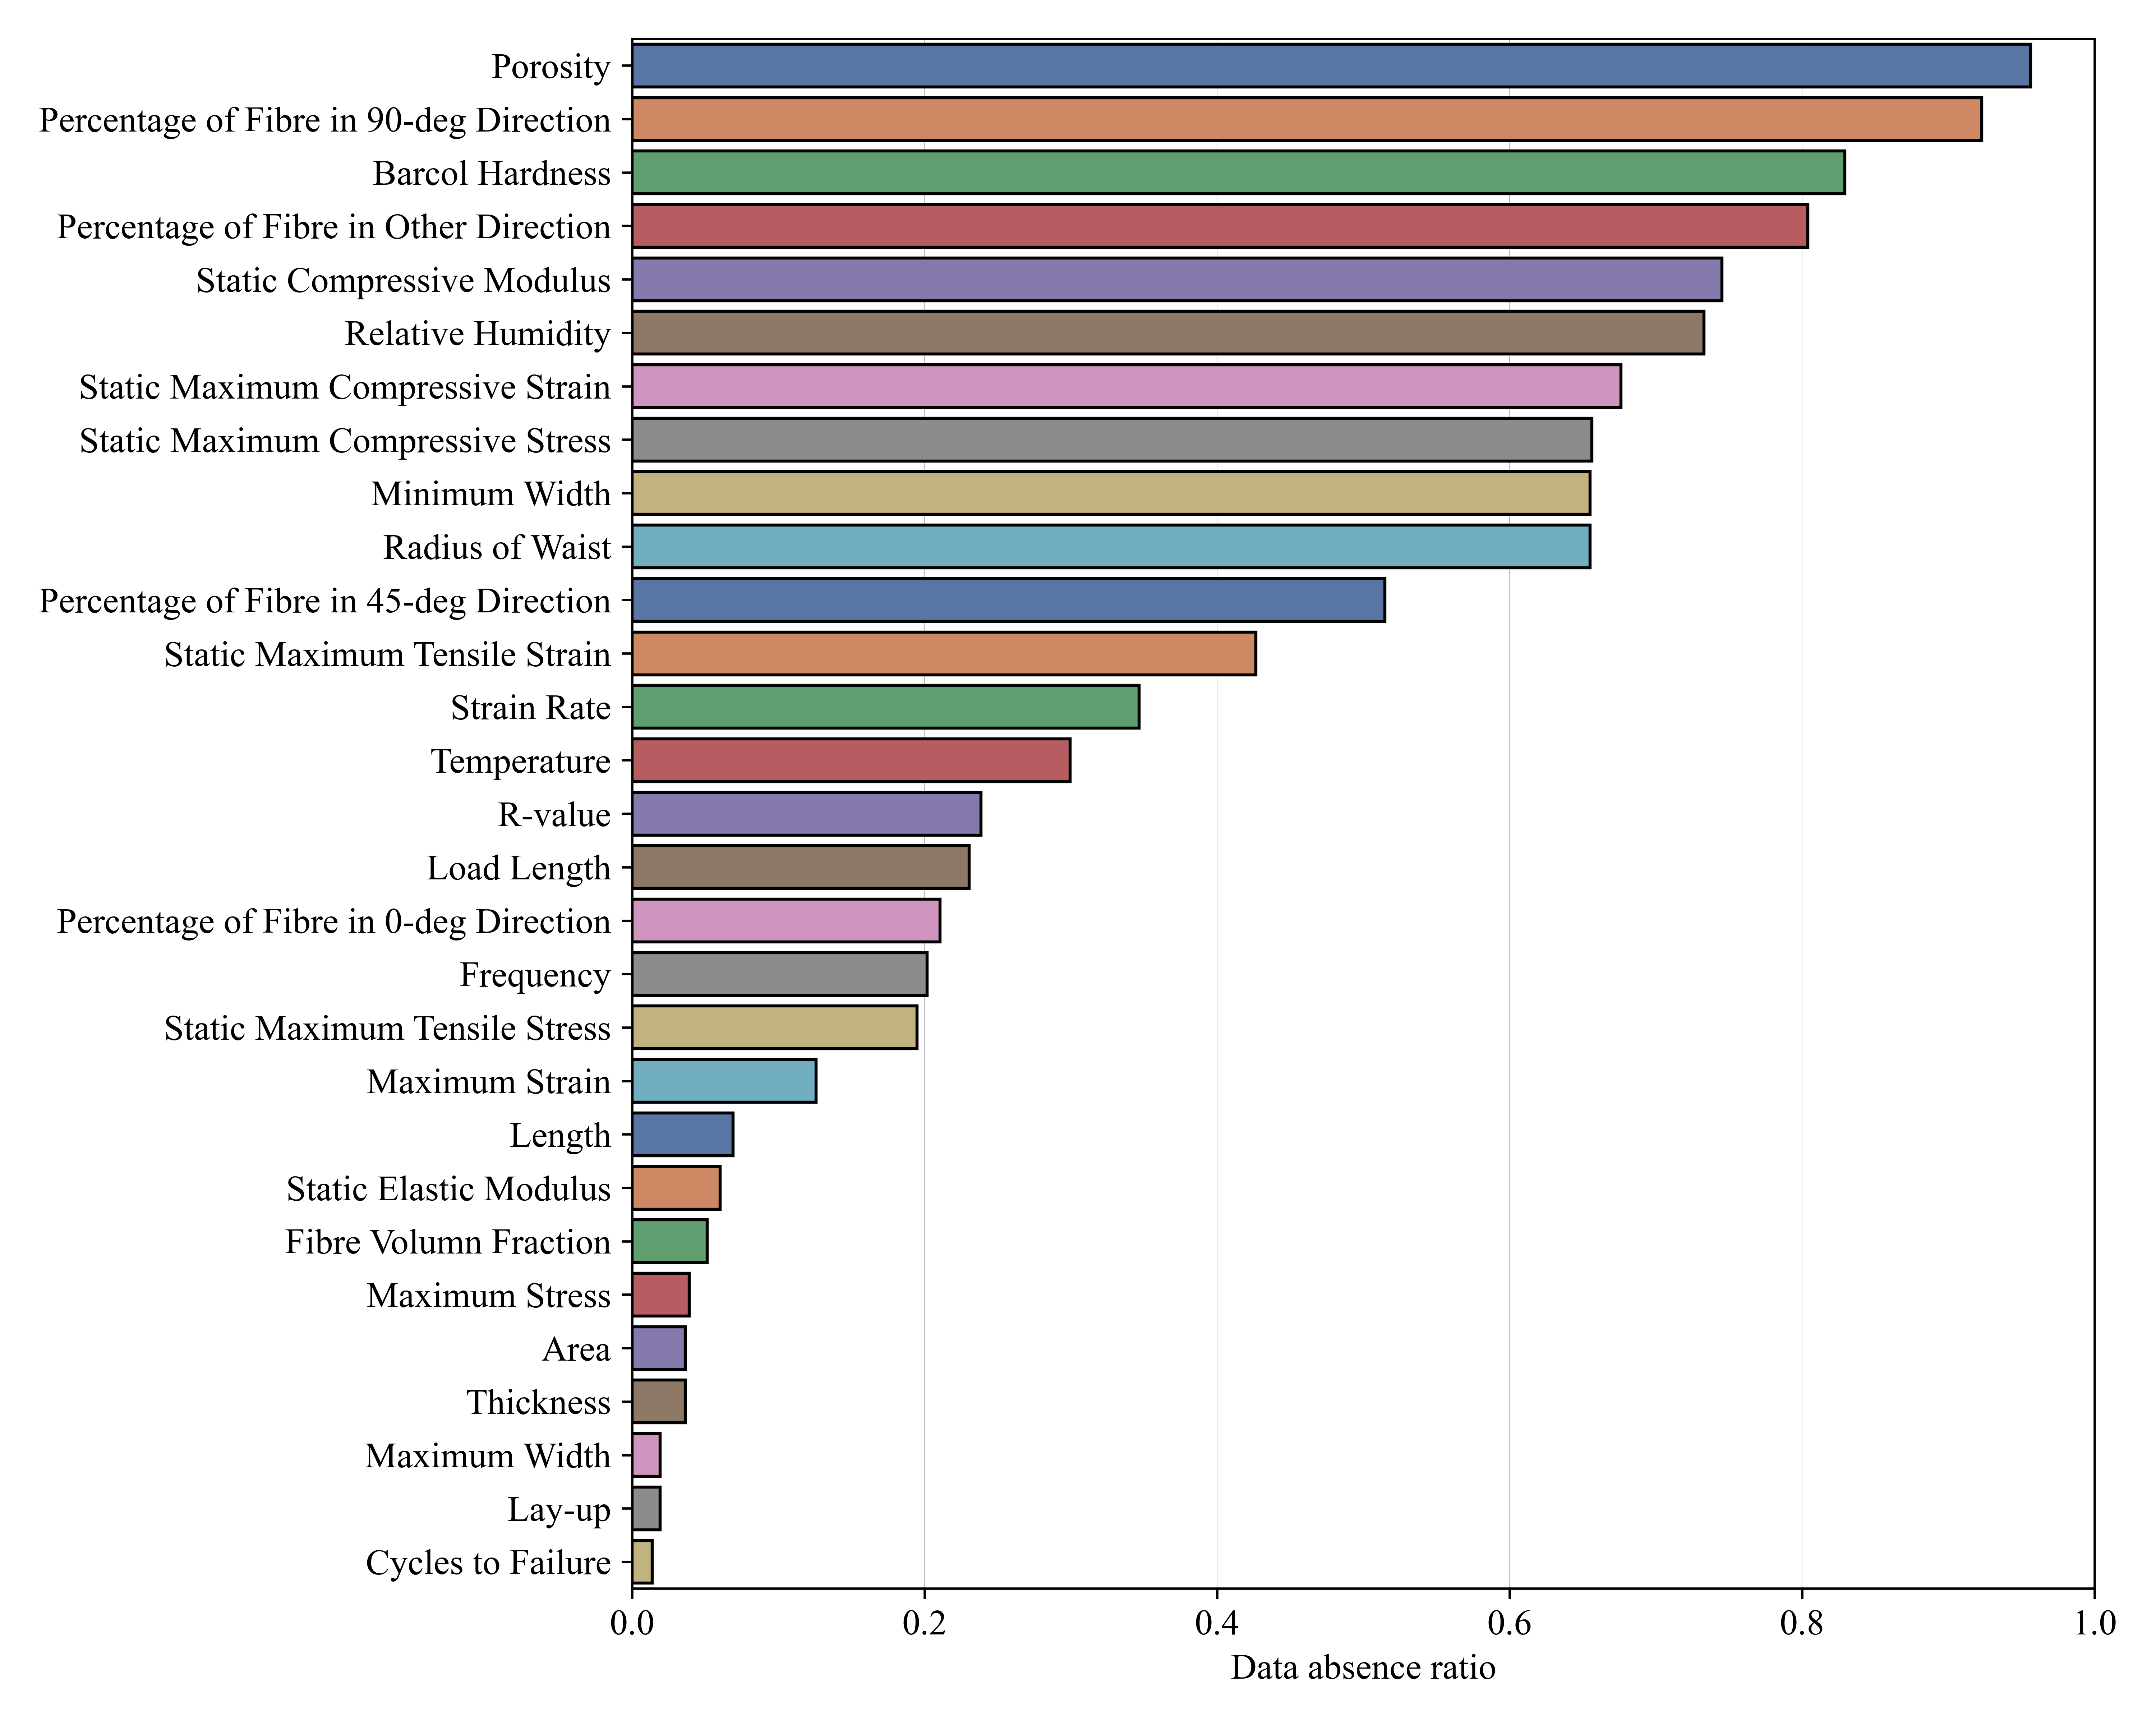 Porosity
Percentage of Fibre in 90-deg Direction
Barcol Hardness
Percentage of Fibre in Other Direction
Static Compressive Modulus
Relative Humidity
Static Maximum Compressive Strain
Static Maximum Compressive Stress
Minimum Width
Radius of Waist
Percentage of Fibre in 45-deg Direction
Static Maximum Tensile Strain
Strain Rate
Temperature
R-value
Load Length
Percentage of Fibre in 0-deg Direction
Frequency
Static Maximum Tensile Stress
Maximum Strain
Length
Static Elastic Modulus
Fibre Volumn Fraction
Maximum Stress
Area
Thickness
Maximum Width
Lay-up
Cycles to Failure
0.0 0.2 0.4 0.6 0.8 1.0
Data absence ratio